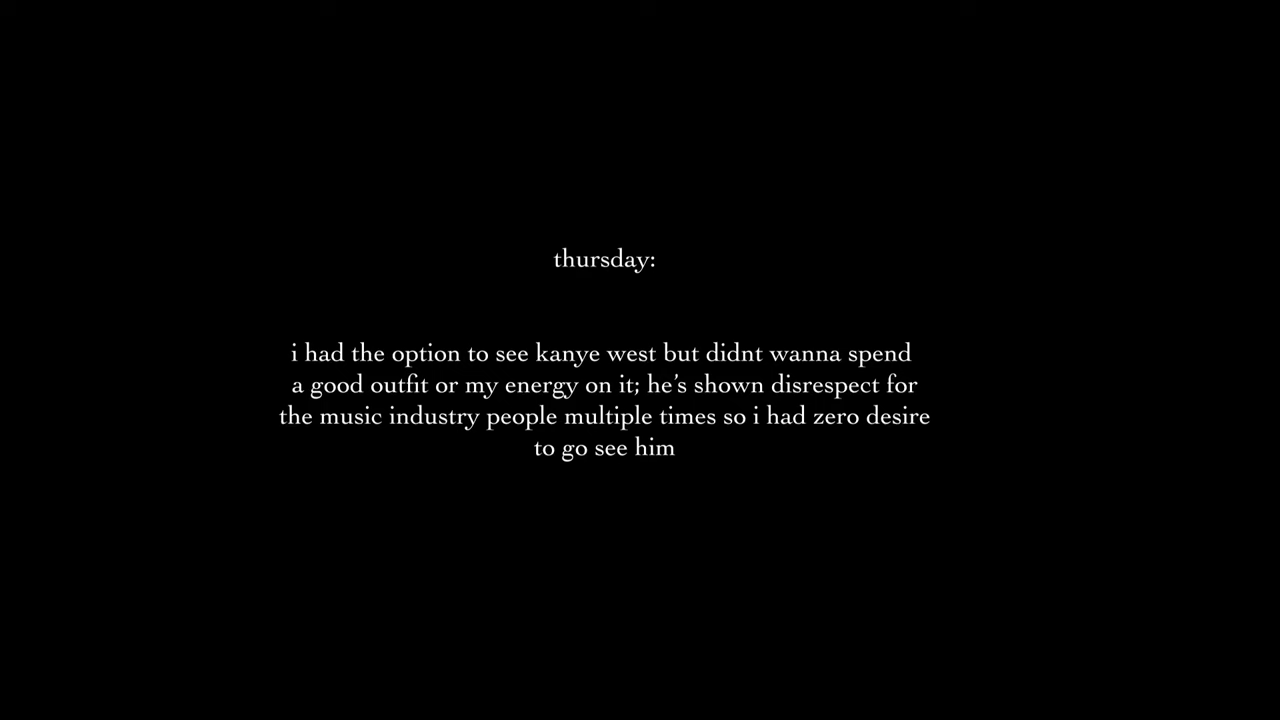 thursday:
i had the option to see kanye west but didnt wanna spend
a good outfit or my energy on it; he’s shown disrespect for
the music industry people multiple times so i had zero desire
to go see him